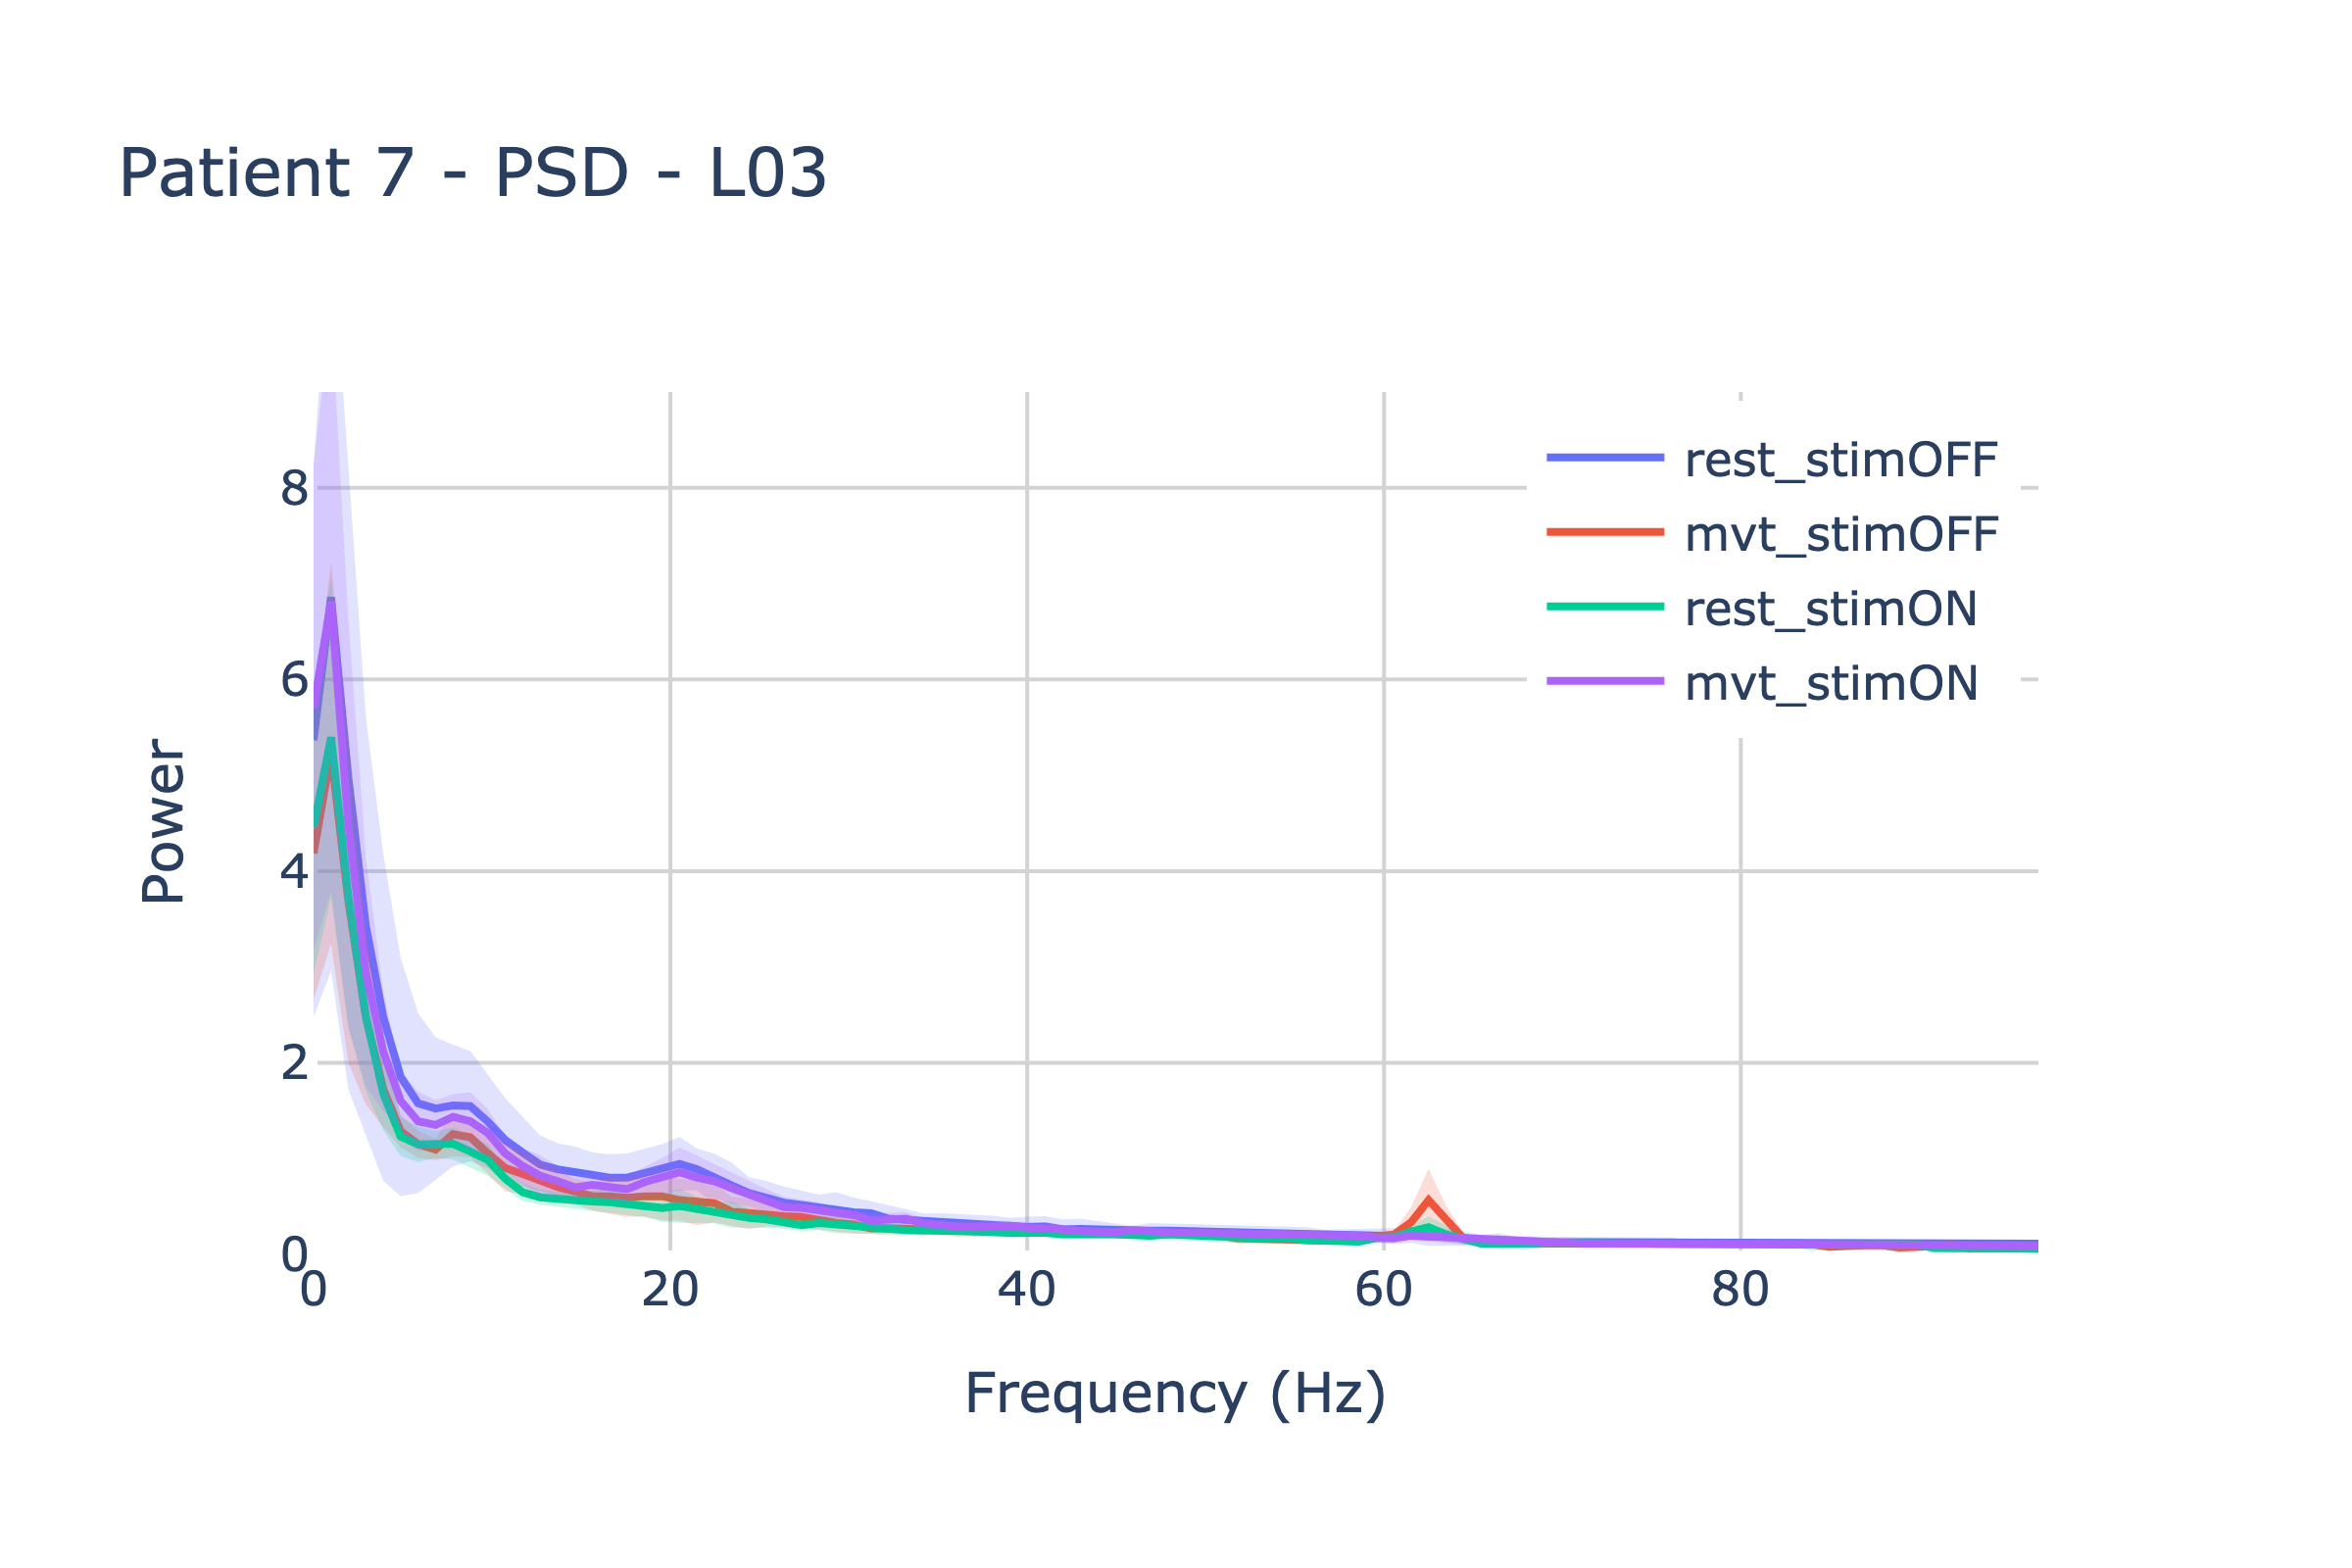 Patient 7 - PSD - L03
rest_stimOFF
mvt_stimOFF
rest_stimON
mvt_stimON
Power
8
6
4
2
0
0 20 40 60 80
Frequency (Hz)